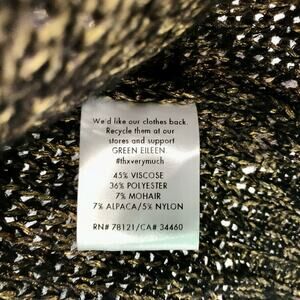 We'd like our clothes back.
Recycle them at our
stores and support
GREEN EILEEN.
#thxverymuch
45% VISCOSE
36% POLYESTER
7% MOHAIR
7% ALPACA/5% NYLON
RN# 78121/CA# 34460